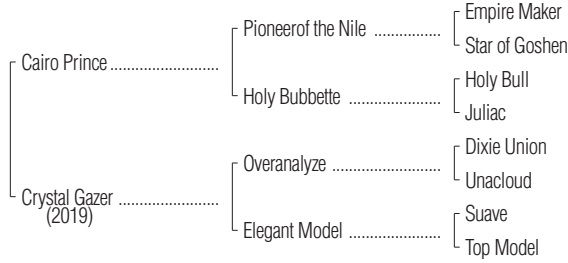 Empire Maker
Pioneerof the Nile ..................
Star of Goshen
Cairo Prince .............................
Holy Bull
Holy Bubbette .........................
Juliac
Dixie Union
Overanalyze .............................
Unacloud
Crystal Gazer ...........................
(2019)
Suave
Elegant Model .........................
Top Model